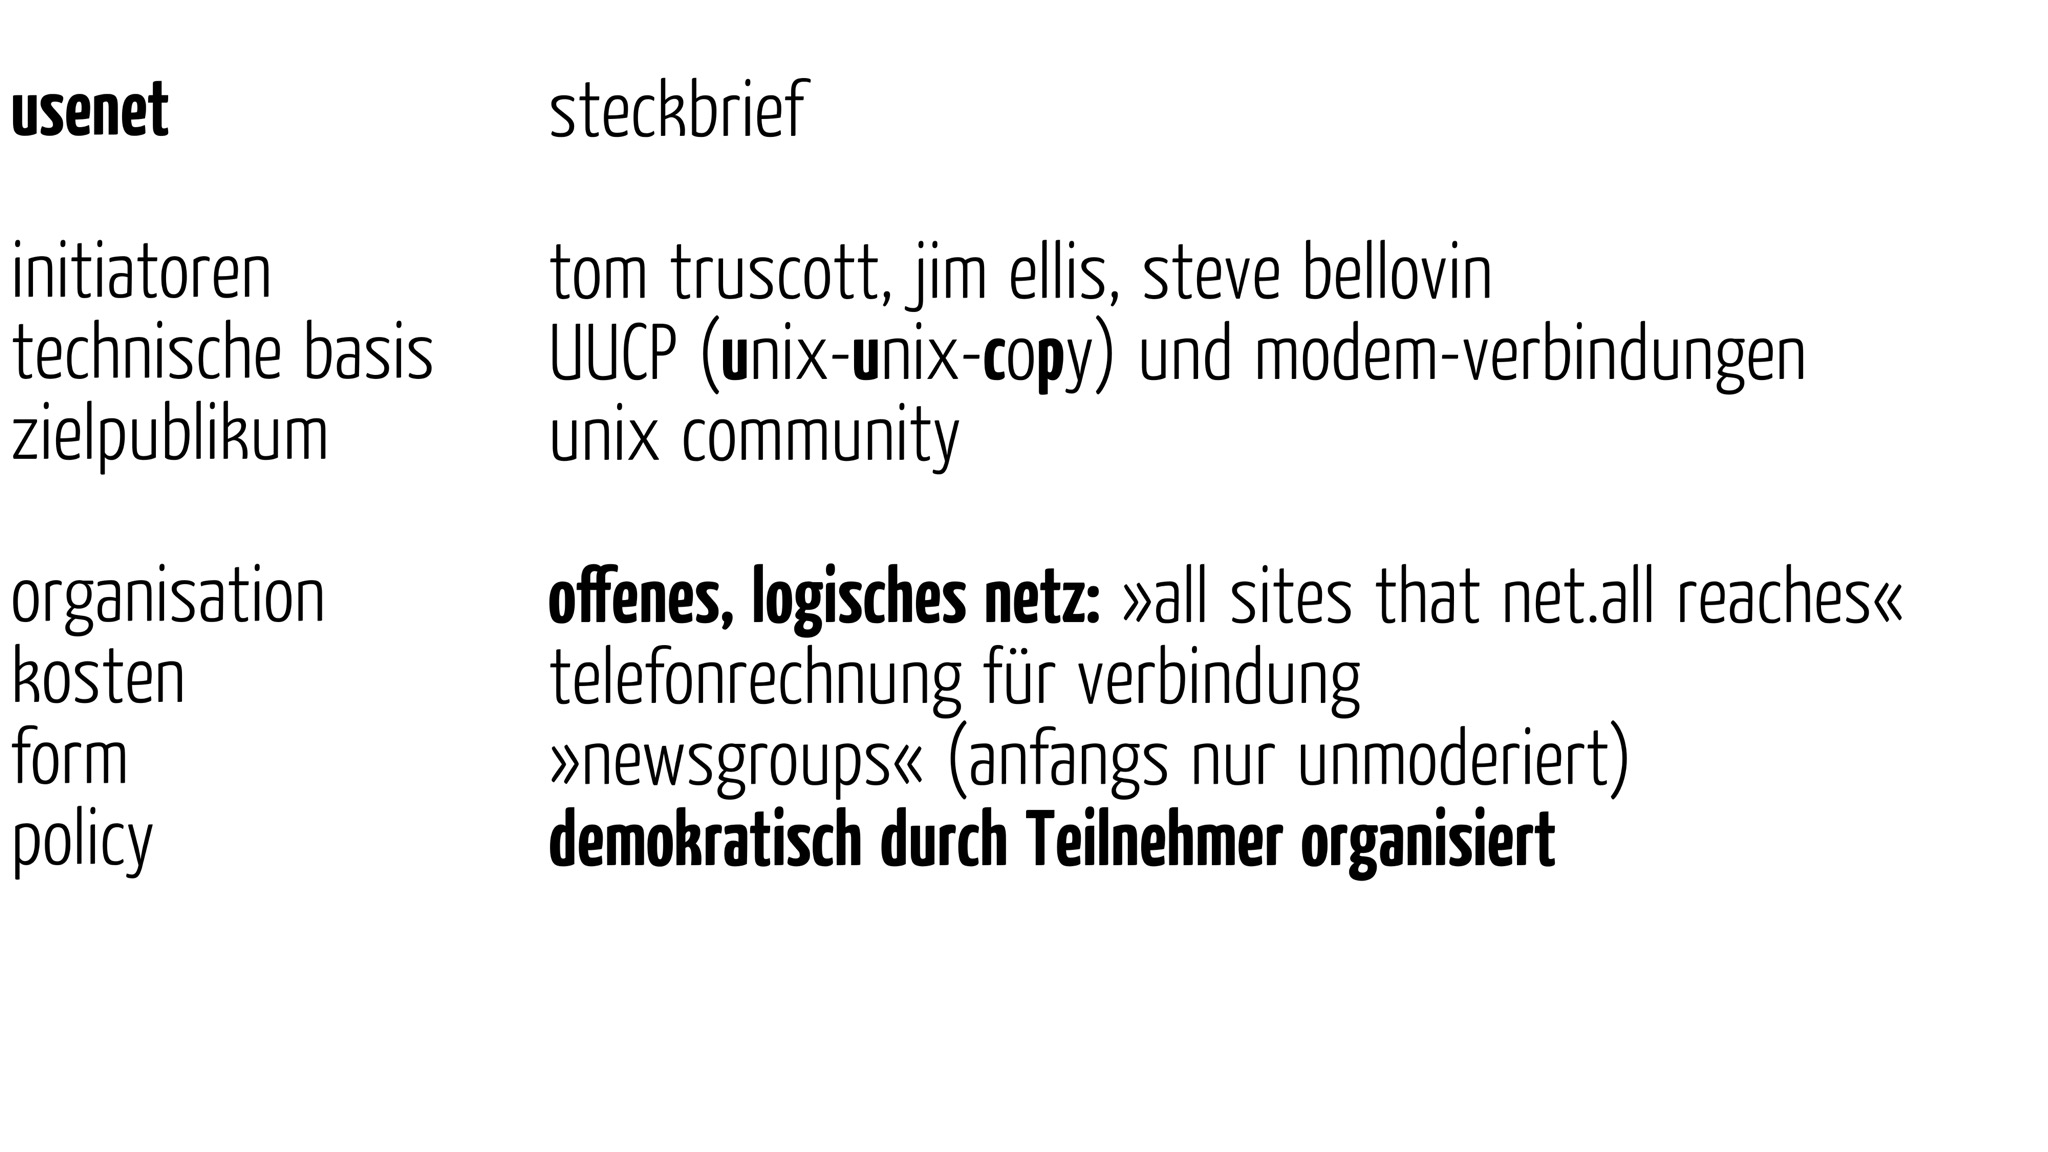 usenet steckbrief
initiatoren tom truscott, jim ellis, steve bellovin
technische basis UUCP (unix-unix-copy) und modem-verbindungen
zielpublikum unix community
organisation offenes, logisches netz: »all sites that net.all reaches«
kosten telefonrechnung für verbindung
form »newsgroups« (anfangs nur unmoderiert)
policy demokratisch durch Teilnehmer organisiert